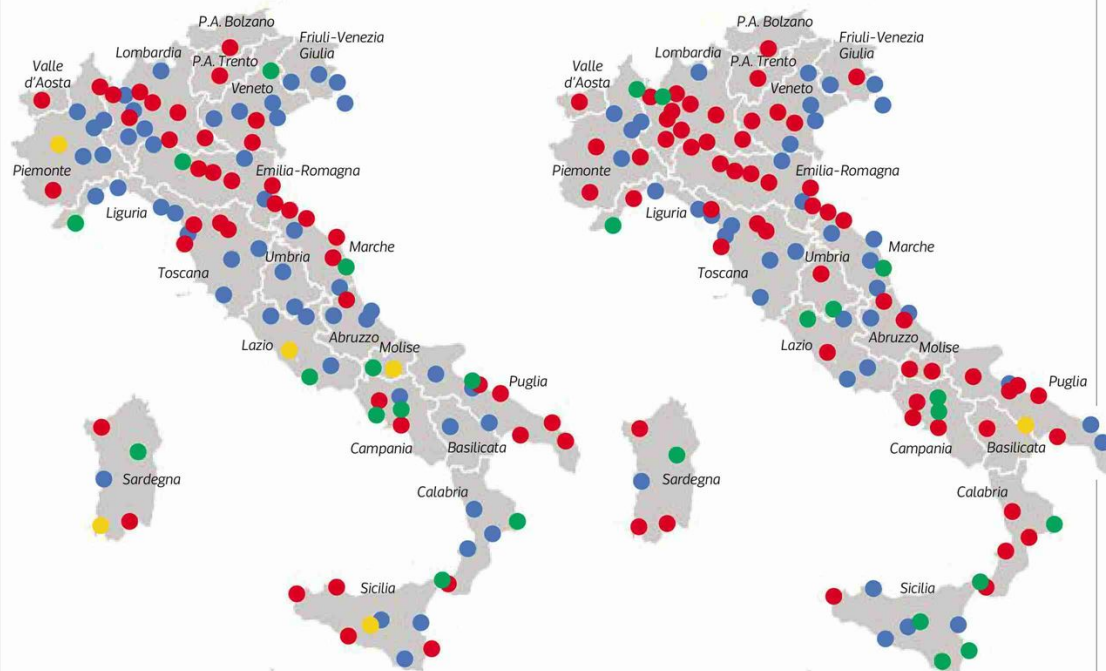 P.A. Bolzano
Friuli-Venezia
Giulia
Lombardia
P.A. Trento
Valle
d'Aosta
Veneto
Piemonte
Emilia-Romagna
Liguria
Marche
Umbria
Toscana
Abruzzo
Lazio
Molise
Puglia
Campania
Basilicata
Sardegna
Calabria
Sicilia
P.A. Bolzano
Friuli-Venezia
Giulia
Lombardia
P.A. Trento
Valle
d'Aosta
Veneto
Piemonte
Emilia-Romagna
Liguria
Marche
Umbria
Toscana
Abruzzo
Lazio
Molise
Puglia
Campania
Basilicata
Sardegna
Calabria
Sicilia